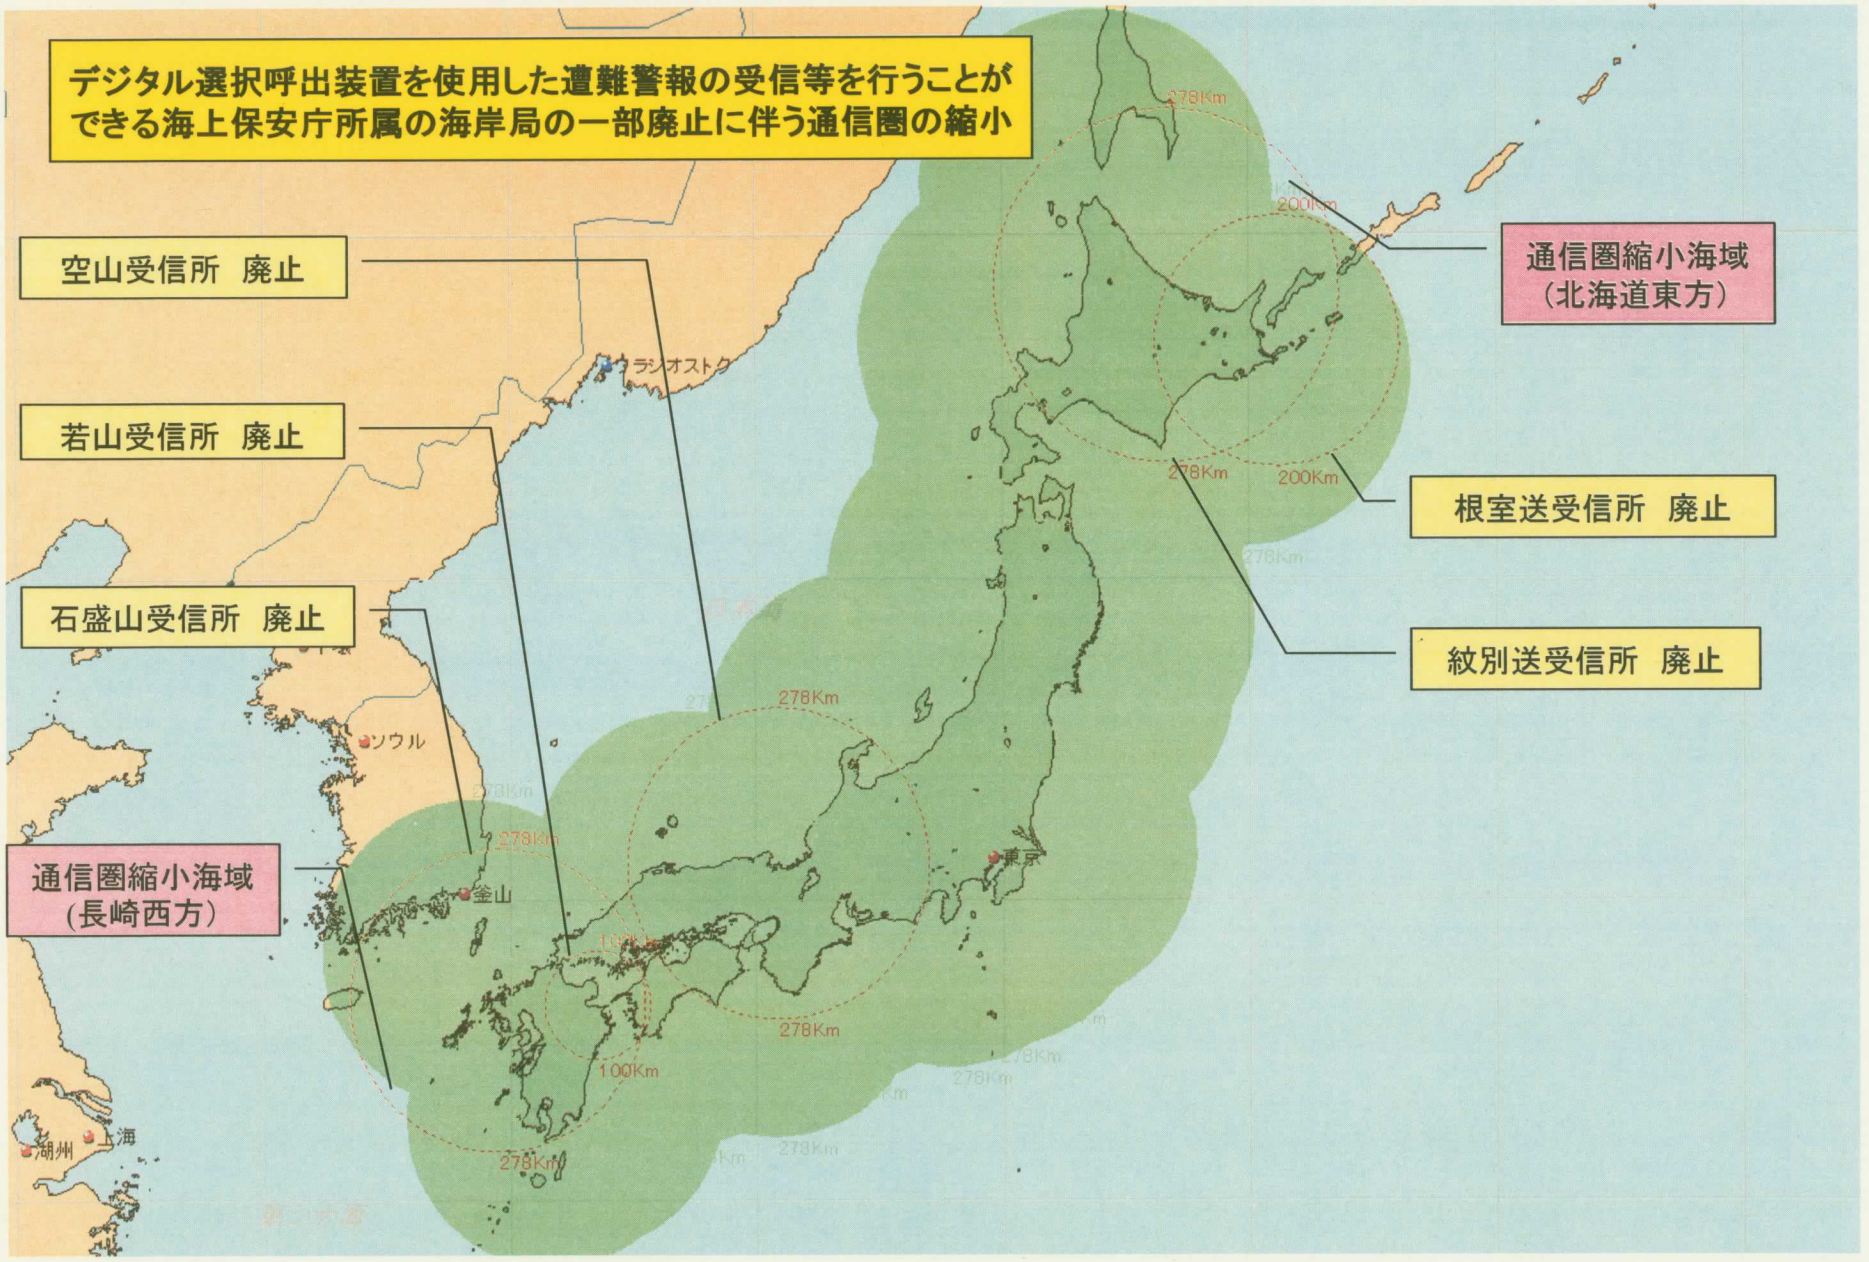 デジタル選択呼出装置を使用した遭難警報の受信等を行うことが
できる海上保安庁所属の海岸局の一部廃止に伴う通信圏の縮小
278Km
200Km
空山受信所 廃止
通信圏縮小海域
(北海道東方)
若山受信所 廃止
278Km
200Km
根室送受信所 廃止
278Km
石盛山受信所 廃止
紋別送受信所 廃止
278Km
ソウル
278Km
278Km
通信圏縮小海域
(長崎西方)
釜山
東京
278Km
278Km
278Km
100Km
上海
湖州
278Km
278Km